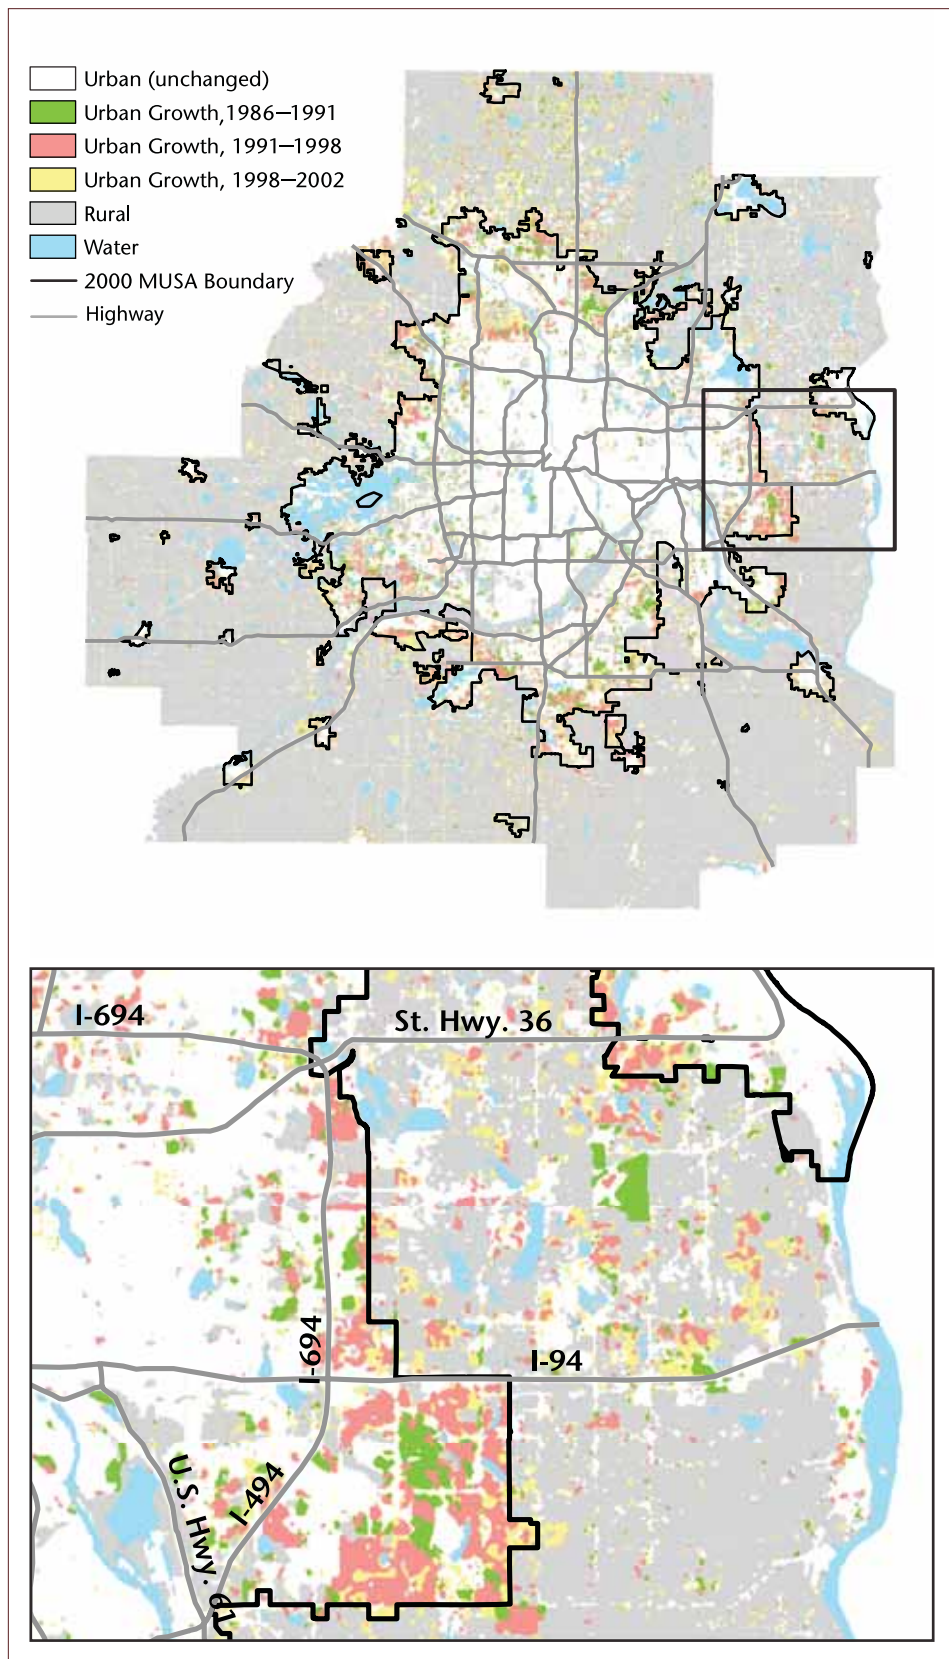 Urban (unchanged)
Urban Growth,1986–1991
Urban Growth, 1991–1998
Urban Growth, 1998–2002
Rural
Water
2000 MUSA Boundary
Highway
I-694
St. Hwy. 36
I-694
I-94
U.S. Hwy. 61
I-494